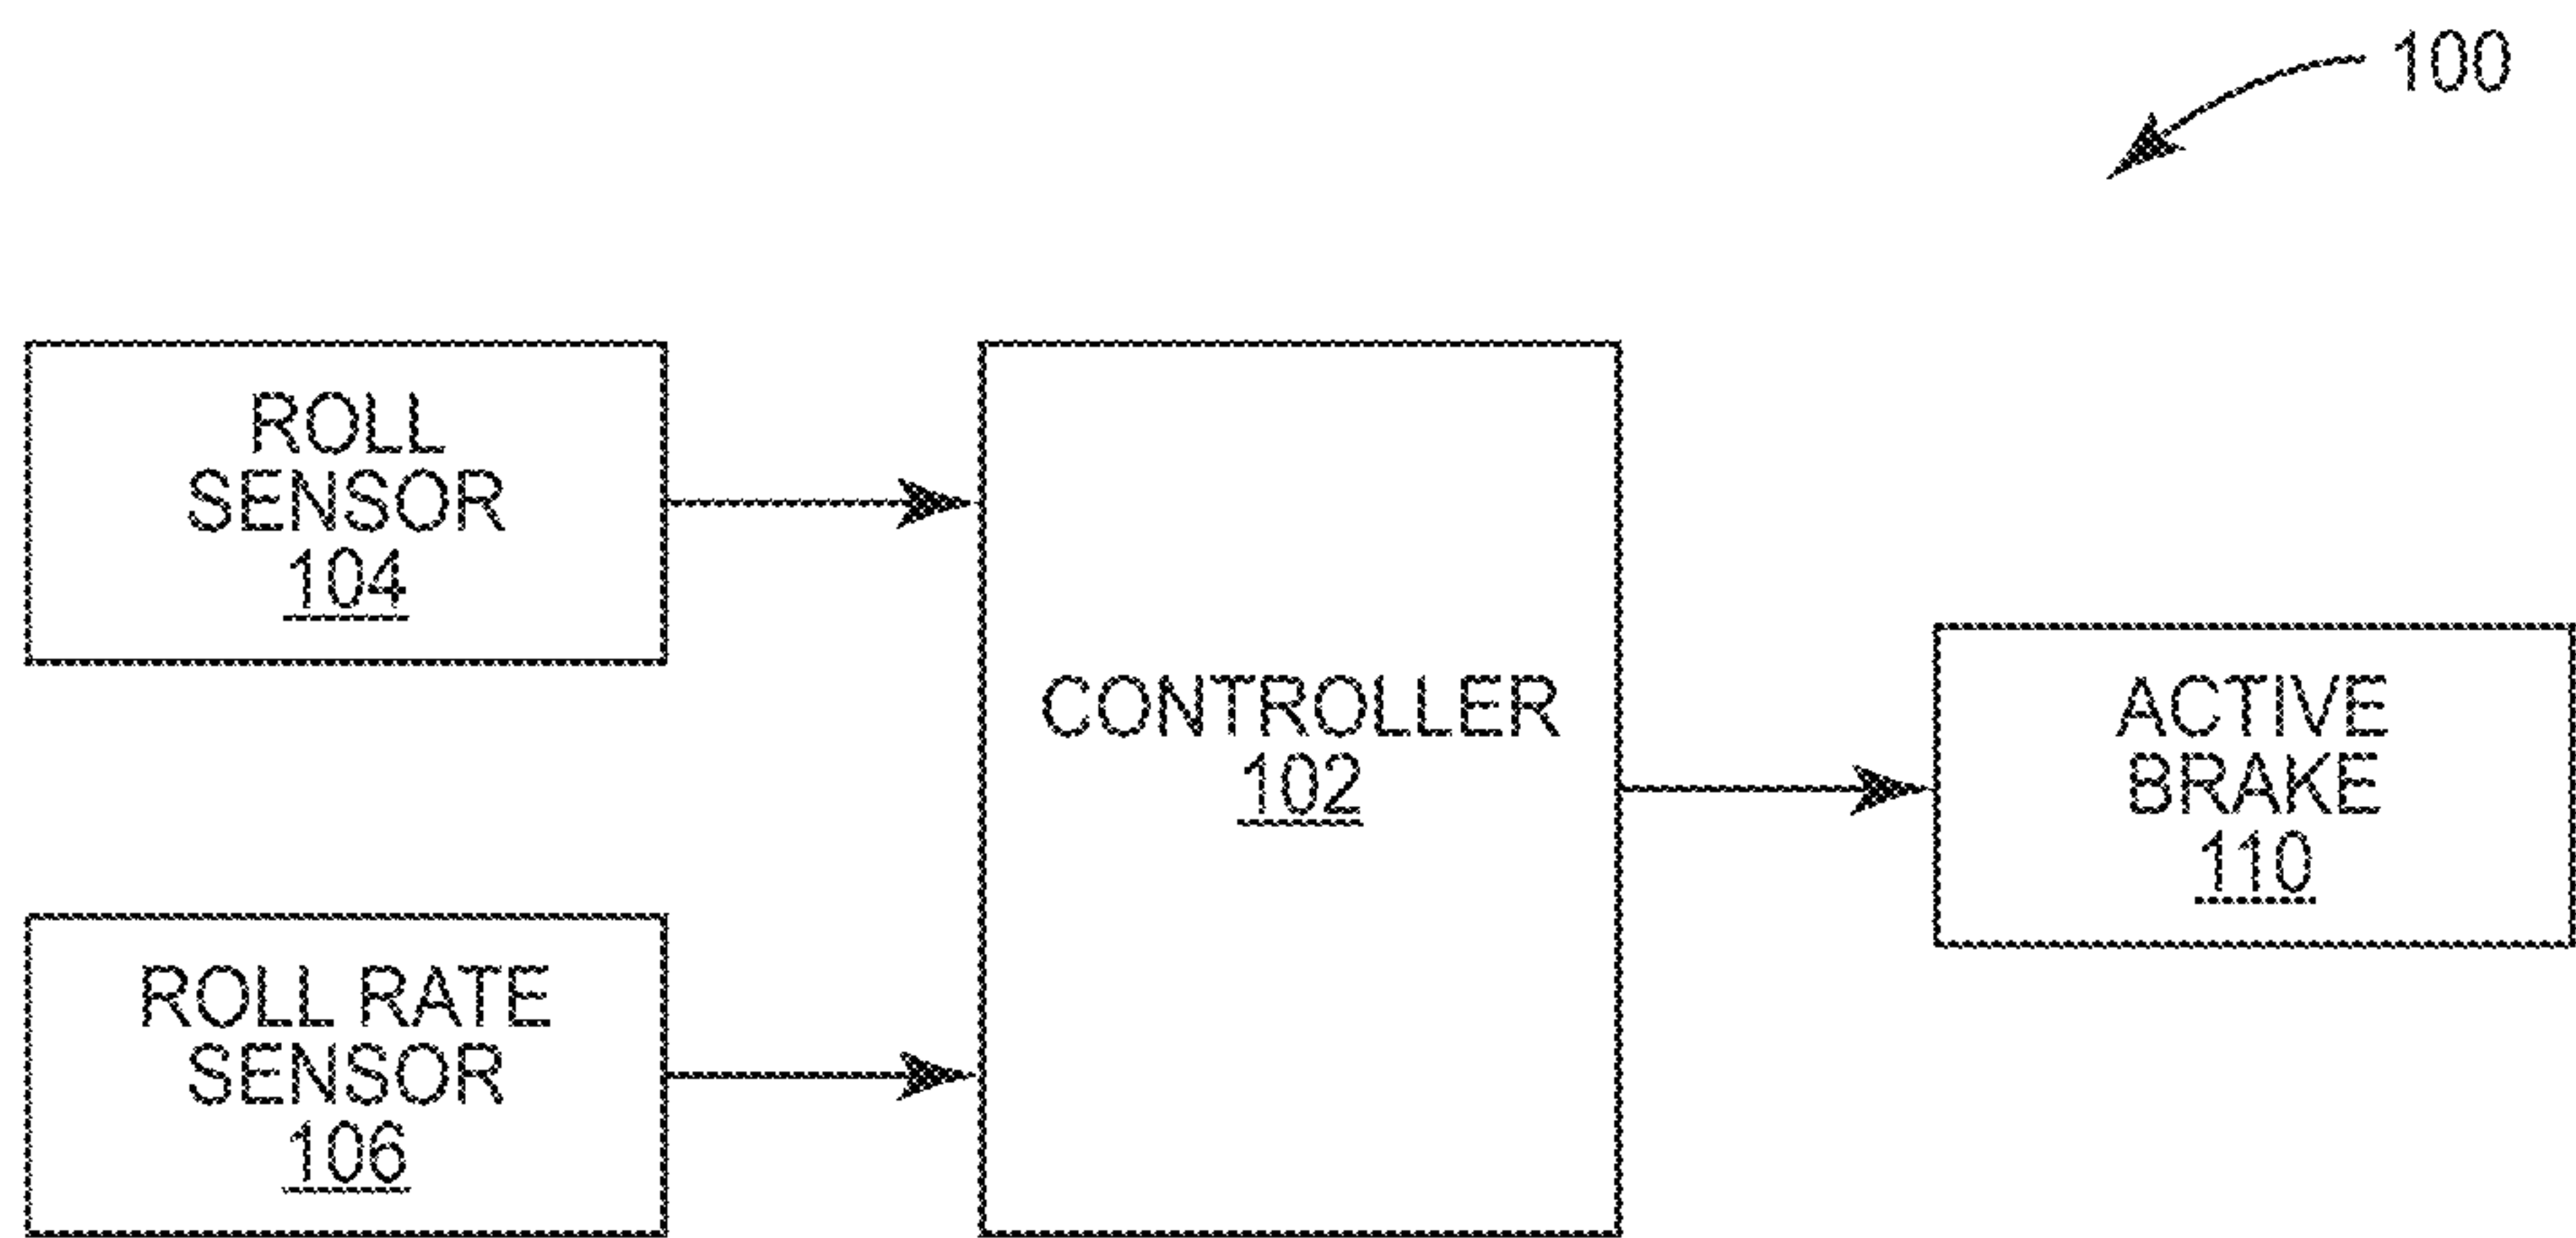 100
ROLL
SENSOR
104
CONTROLLER
102
ACTIVE
BRAKE
110
ROLL RATE
SENSOR
106